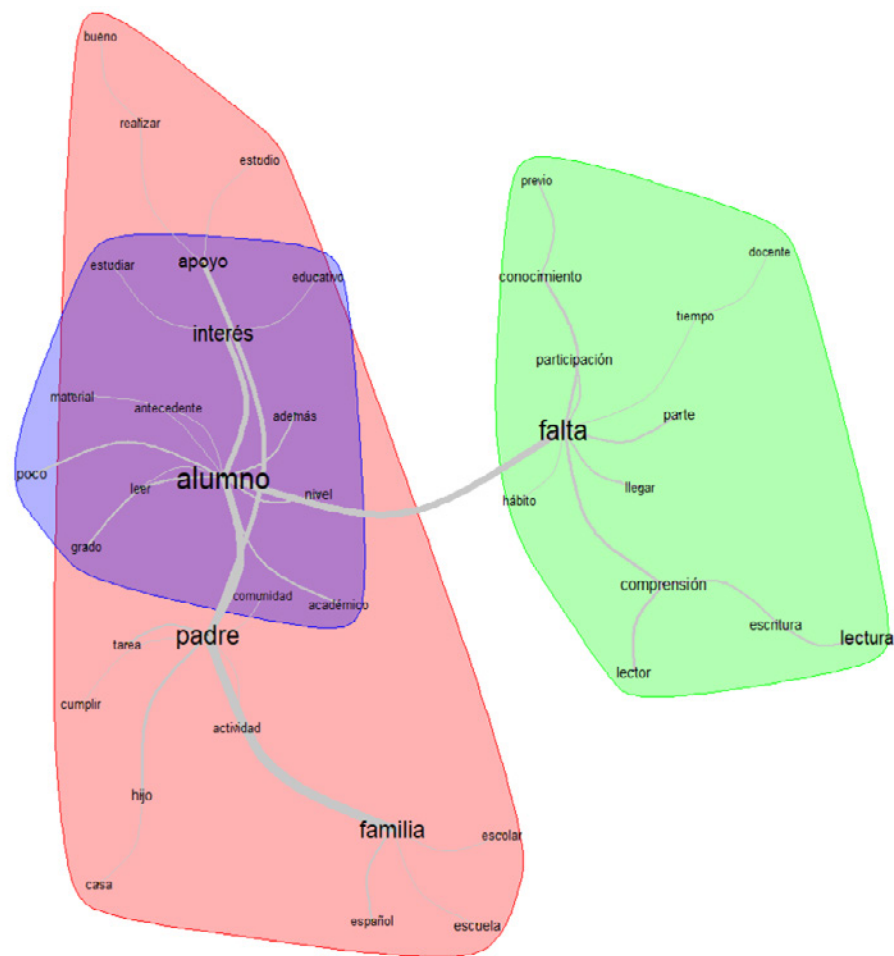 bueno
realizar
estudio
previo
docente
apoyo
estudiar
educativo
conocimiento
tiempo
interés
participación
material
antecedente
además
parte
falta
poco
alumno
leer
nivel
llegar
hábito
grado
comunidad
académico
comprensión
padre
tarea
escritura
lectura
lector
cumplir
actividad
hijo
familia
escolar
casa
español
escuela